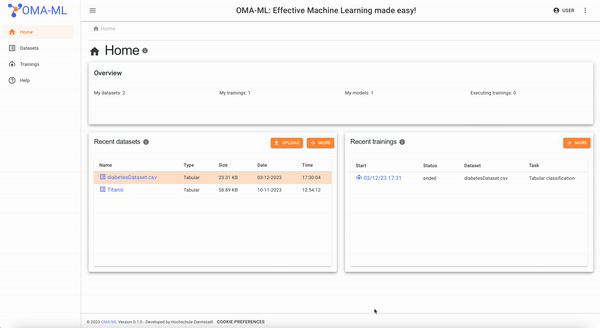 OMA-ML
OMA-ML: Effective Machine Learning made easy!
USER
Home
Datasets
Trainings
Help
Home
Home
Overview
My datasets: 2 My trainings: 1 My models: 1 Executing trainings: 0
Recent datasets UPLOAD MORE
Name Type Size Date Time
diabetesDataset.csv Tabular 23.31 KB 03-12-2023 17:30:04
Titanic Tabular 58.89 KB 10-11-2023 12:54:12
Recent trainings MORE
Start Status Dataset Task
03/12/23 17:31 ended diabetesDataset.csv Tabular classification
© 2023 OMA-ML Version 0.1.0 - Developed by Hochschule Darmstadt. COOKIE PREFERENCES